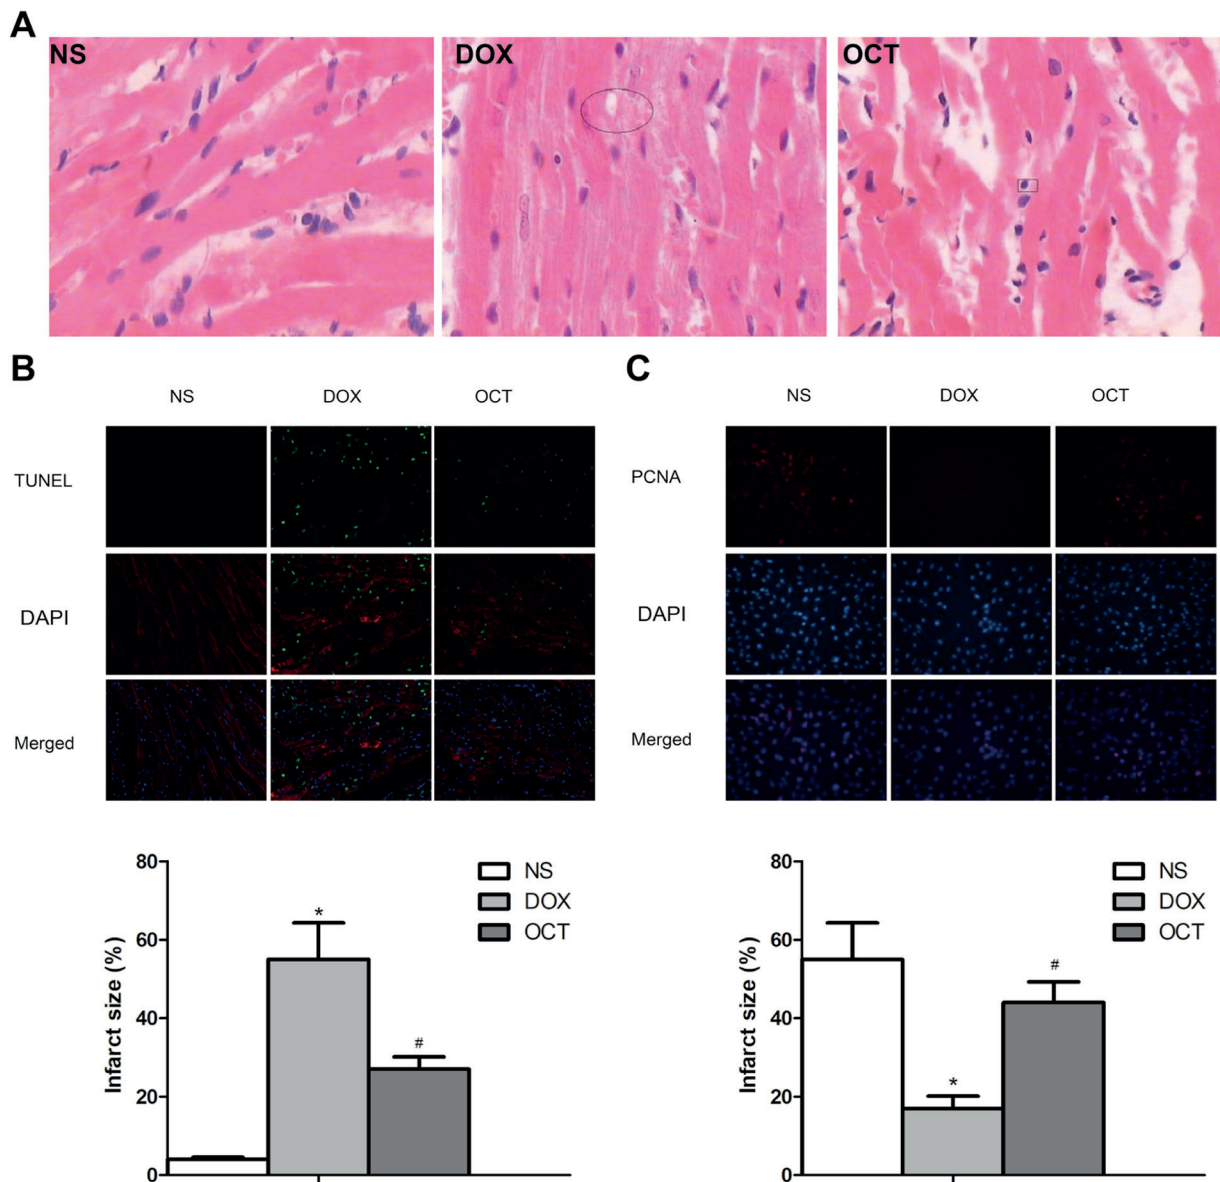 A
NS DOX OCT
B
NS DOX OCT
TUNEL
DAPI
Merged
80
60
40
20
0
Infarct size (%)
*
#
NS
DOX
OCT
C
NS DOX OCT
PCNA
DAPI
Merged
80
60
40
20
0
Infarct size (%)
*
#
NS
DOX
OCT